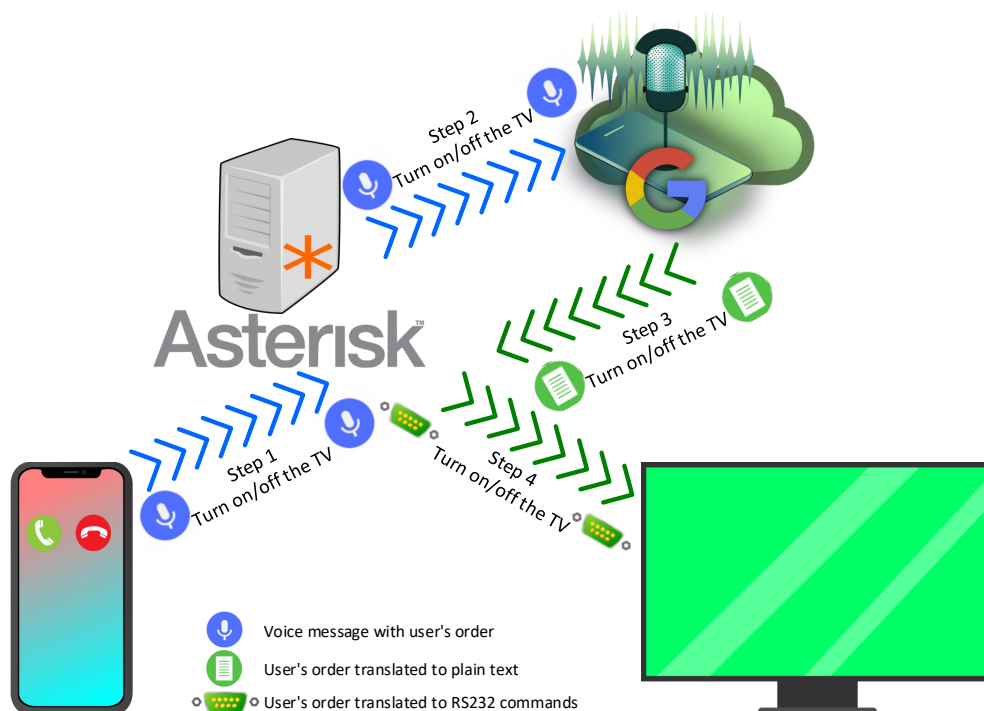 Step 2
Turn on/off the TV
Asterısk™
Step 3
Turn on/off the TV
Step 1
Turn on/off the TV
Step 4
Turn on/off the TV
Voice message with user's order
User's order translated to plain text
User's order translated to RS232 commands